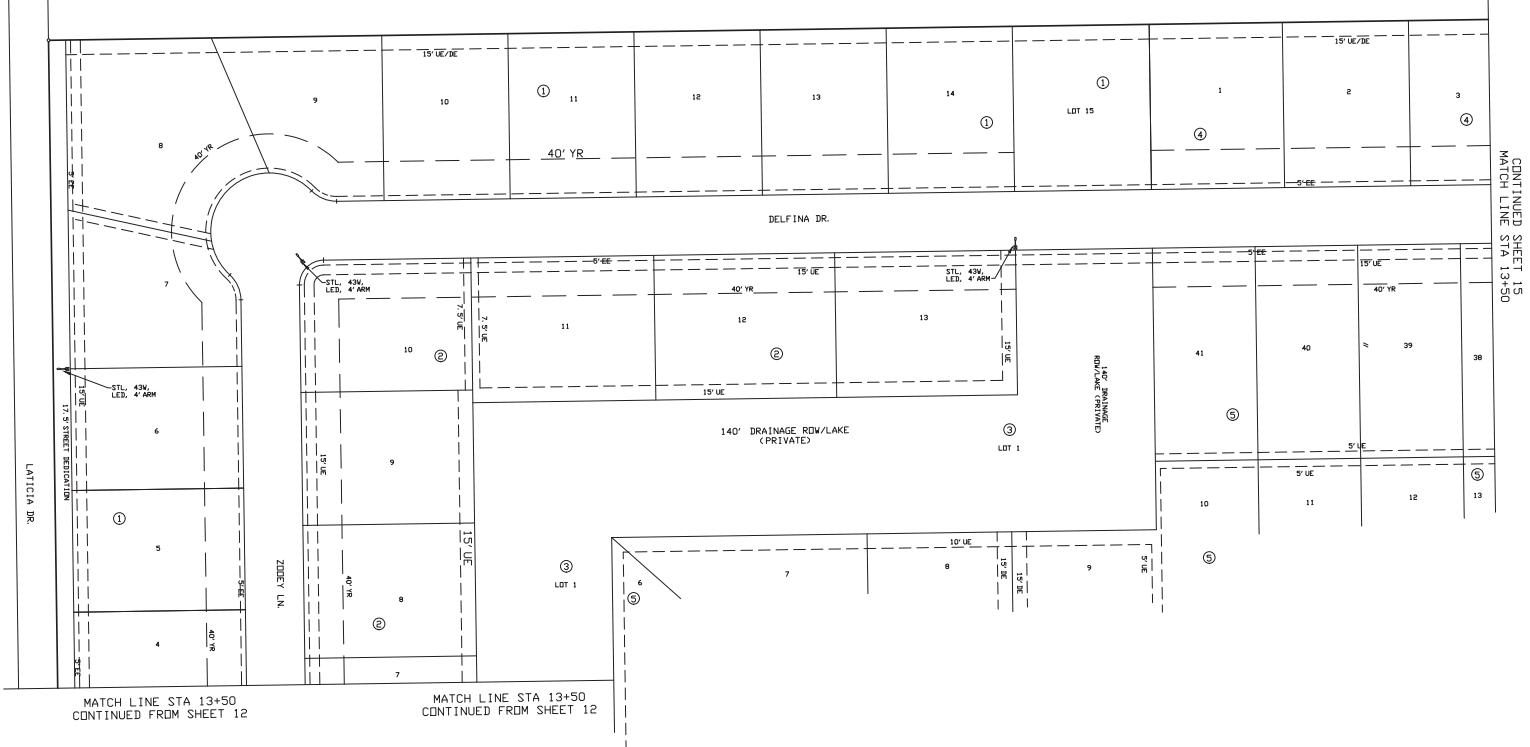 15' UE/DE
15' UE/DE
9
10
1
11
12
13
14
1
1
LOT 15
1
2
3
4
4
8
40' YR
40' YR
5' EE
5' EE
CONTINUED SHEET 15
MATCH LINE STA 13+50
DELFINA DR.
7
STL, 43W,
LED, 4' ARM
5' EE
15' UE
40' YR
STL, 43W,
LED, 4' ARM
5' EE
15' UE
40' YR
10
2
7.5' UE
7.5' UE
11
12
2
13
15' UE
15' UE
140' DRAINAGE
ROW/LAKE (PRIVATE)
41
40
//
39
38
5
STL, 43W,
LED, 4' ARM
15' UE
17.5' STREET DEDICATION
6
LATICIA DR.
1
5
9
15' UE
140' DRAINAGE ROW/LAKE
(PRIVATE)
3
LOT 1
5' UE
5' UE
5
10
11
12
13
5
15' UE
ZOOEY LN.
5' EE
40' YR
8
2
3
LOT 1
10' UE
6
5
7
8
15' DE
15' DE
9
5' UE
4
40' YR
5' EE
7
MATCH LINE STA 13+50
CONTINUED FROM SHEET 12
MATCH LINE STA 13+50
CONTINUED FROM SHEET 12